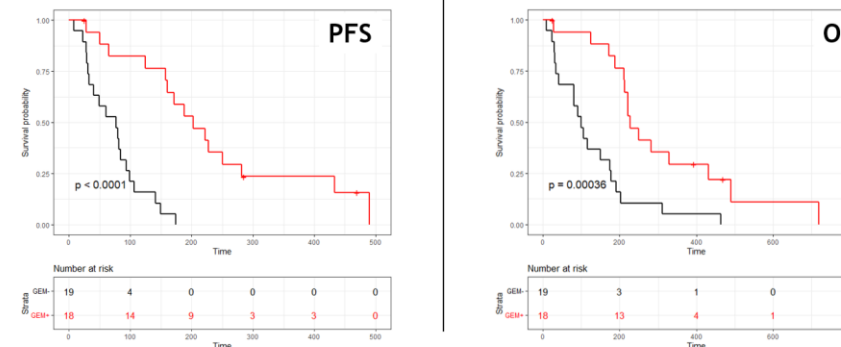 PFS
1.00
0.75
0.50
0.25
0.00
Survival probability
p < 0.0001
0 100 200 300 400 500
Time
Number at risk
Strata
GEM- 19 4 0 0 0 0
GEM+ 18 14 9 3 3 0
0 100 200 300 400 500
Time
O
1.00
0.75
0.50
0.25
0.00
Survival probability
p = 0.00036
0 200 400 600
Time
Number at risk
Strata
GEM- 19 3 1 0
GEM+ 18 13 4 1
0 200 400 600
Time